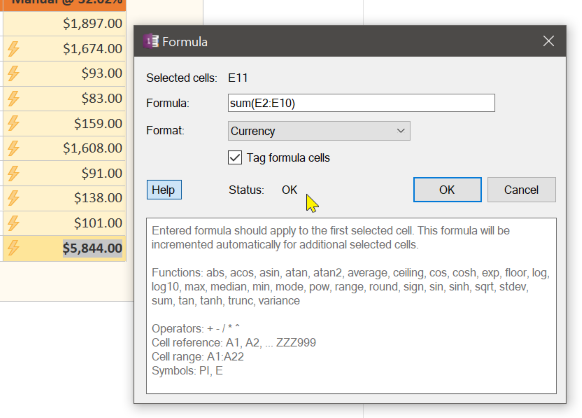 Manual @ 32.82%
$1,897.00
$1,674.00
$93.00
$83.00
$159.00
$1,608.00
$91.00
$138.00
$101.00
$5,844.00
Formula
Selected cells: E11
Formula: sum(E2:E10)
Format: Currency
Tag formula cells
Help Status: OK OK Cancel
Entered formula should apply to the first selected cell. This formula will
be incremented automatically for additional selected cells.
Functions: abs, acos, asin, atan, atan2, average, ceiling, cos, cosh, exp, floor, log,
log10, max, median, min, mode, pow, range, round, sign, sin, sinh, sqrt, stdev,
sum, tan, tanh, trunc, variance
Operators: + - / * ^
Cell reference: A1, A2, ... ZZZ999
Cell range: A1:A22
Symbols: PI, E